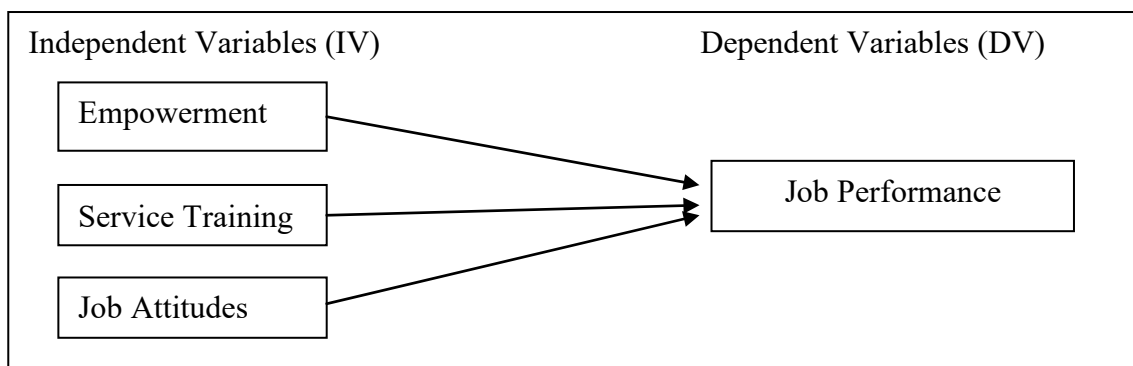 Independent Variables (IV)
Dependent Variables (DV)
Empowerment
Service Training
Job Attitudes
Job Performance